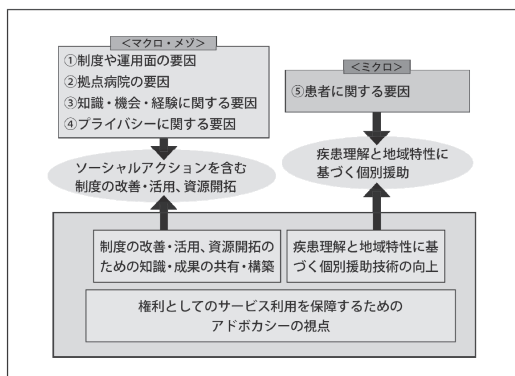 <マクロ・メゾ>
①制度や運用面の要因
②拠点病院の要因
③知識・機会・経験に関する要因
④プライバシーに関する要因
<ミクロ>
⑤患者に関する要因
ソーシャルアクションを含む
制度の改善・活用、資源開拓
疾患理解と地域特性に
基づく個別援助
制度の改善・活用、資源開拓の
ための知識・成果の共有・構築
疾患理解と地域特性に基
づく個別援助技術の向上
権利としてのサービス利用を保障するための
アドボカシーの視点